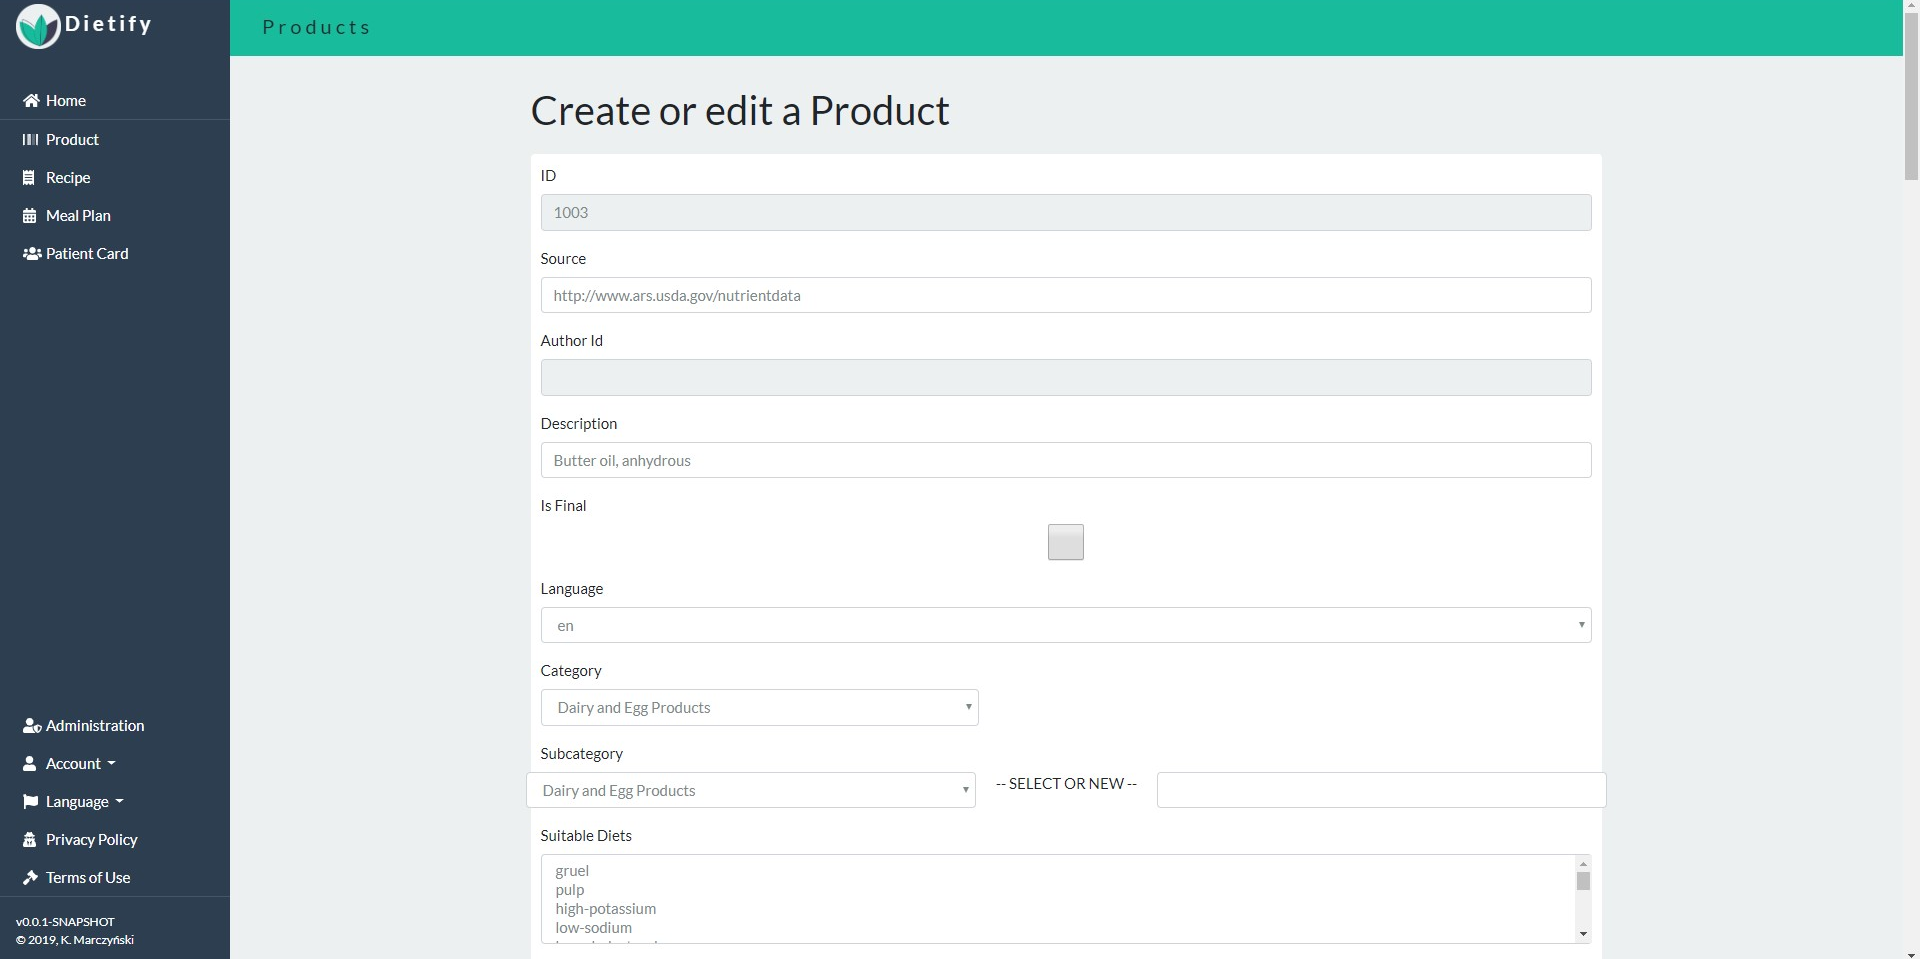 Dietify
Products
Home
Product
Recipe
Meal Plan
Patient Card
Administration
Account
Language
Privacy Policy
Terms of Use
v0.0.1-SNAPSHOT
© 2019, K. Marczyński
Create or edit a Product
ID
1003
Source
http://www.ars.usda.gov/nutrientdata
Author Id
Description
Butter oil, anhydrous
Is Final
Language
en
Category
Dairy and Egg Products
Subcategory
Dairy and Egg Products -- SELECT OR NEW --
Suitable Diets
gruel
pulp
high-potassium
low-sodium